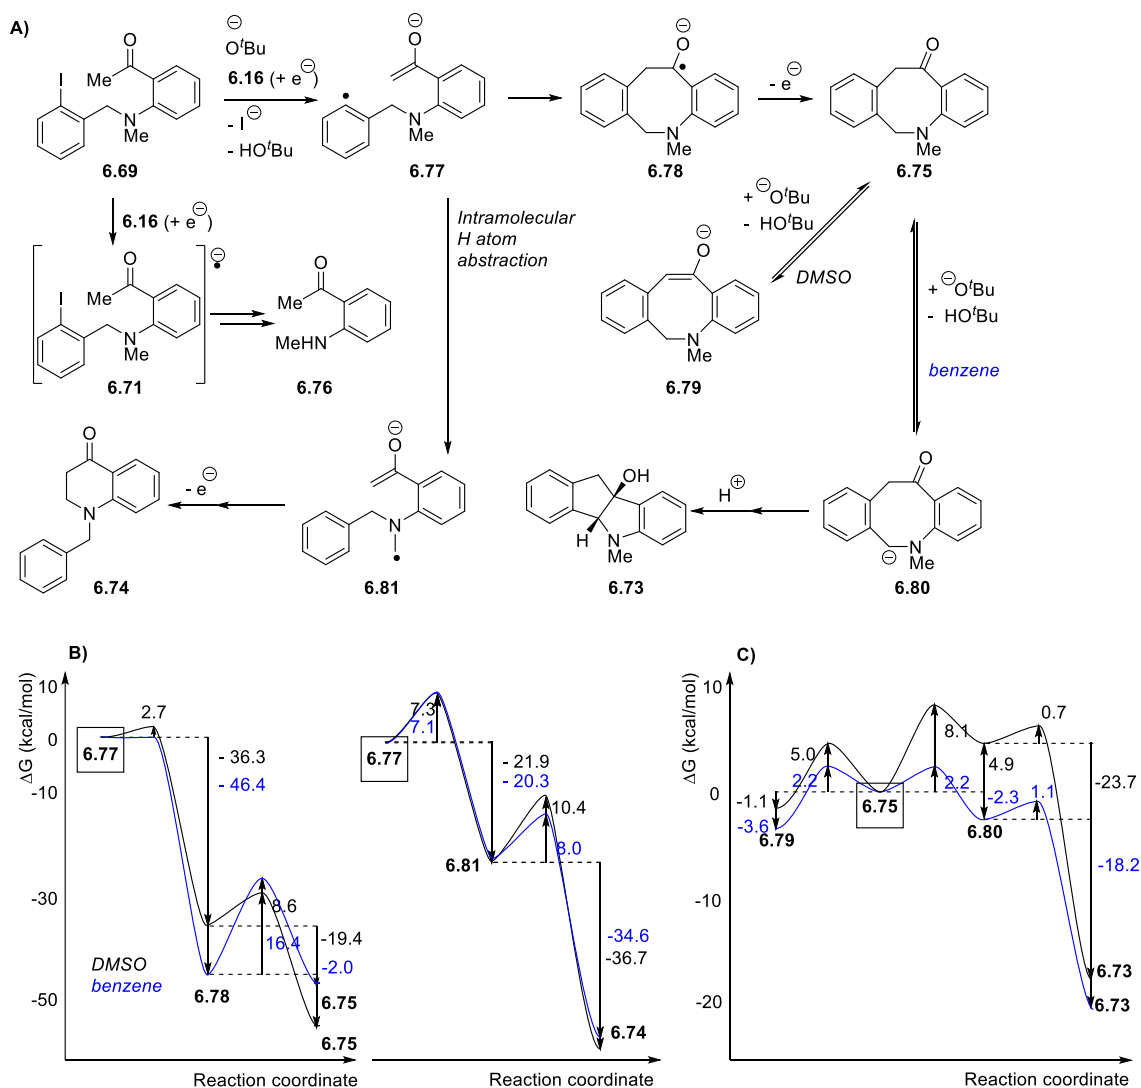 A)
O
Me
I
N
Me
6.69
⊖
OᵗBu
6.16 (+ e⊖)
- I⊖
- HOᵗBu
⊖
O
•
N
Me
6.77
⊖
O
•
N
Me
6.78
- e⊖
O
N
Me
6.75
6.16 (+ e⊖)
O
Me
I
N
Me
⊖
•
6.71
O
Me
MeHN
6.76
Intramolecular
H atom
abstraction
⊖
O
N
Me
6.79
+ ⊖OᵗBu
- HOᵗBu
DMSO
+ ⊖OᵗBu
- HOᵗBu
benzene
O
N
6.74
- e⊖
⊖
O
N
•
6.81
OH
H
N
Me
6.73
H⊕
O
⊖
N
Me
6.80
B)
ΔG (kcal/mol)
10
0
-10
-30
-50
2.7
6.77
- 36.3
- 46.4
8.6
16.4
-19.4
-2.0
DMSO
benzene
6.78
6.75
6.75
Reaction coordinate
7.3
7.1
6.77
- 21.9
- 20.3
10.4
8.0
6.81
-34.6
-36.7
6.74
Reaction coordinate
C)
ΔG (kcal/mol)
10
0
-10
-20
5.0
2.2
-1.1
-3.6
6.79
6.75
8.1
2.2
4.9
-2.3
6.80
0.7
1.1
-23.7
-18.2
6.73
6.73
Reaction coordinate